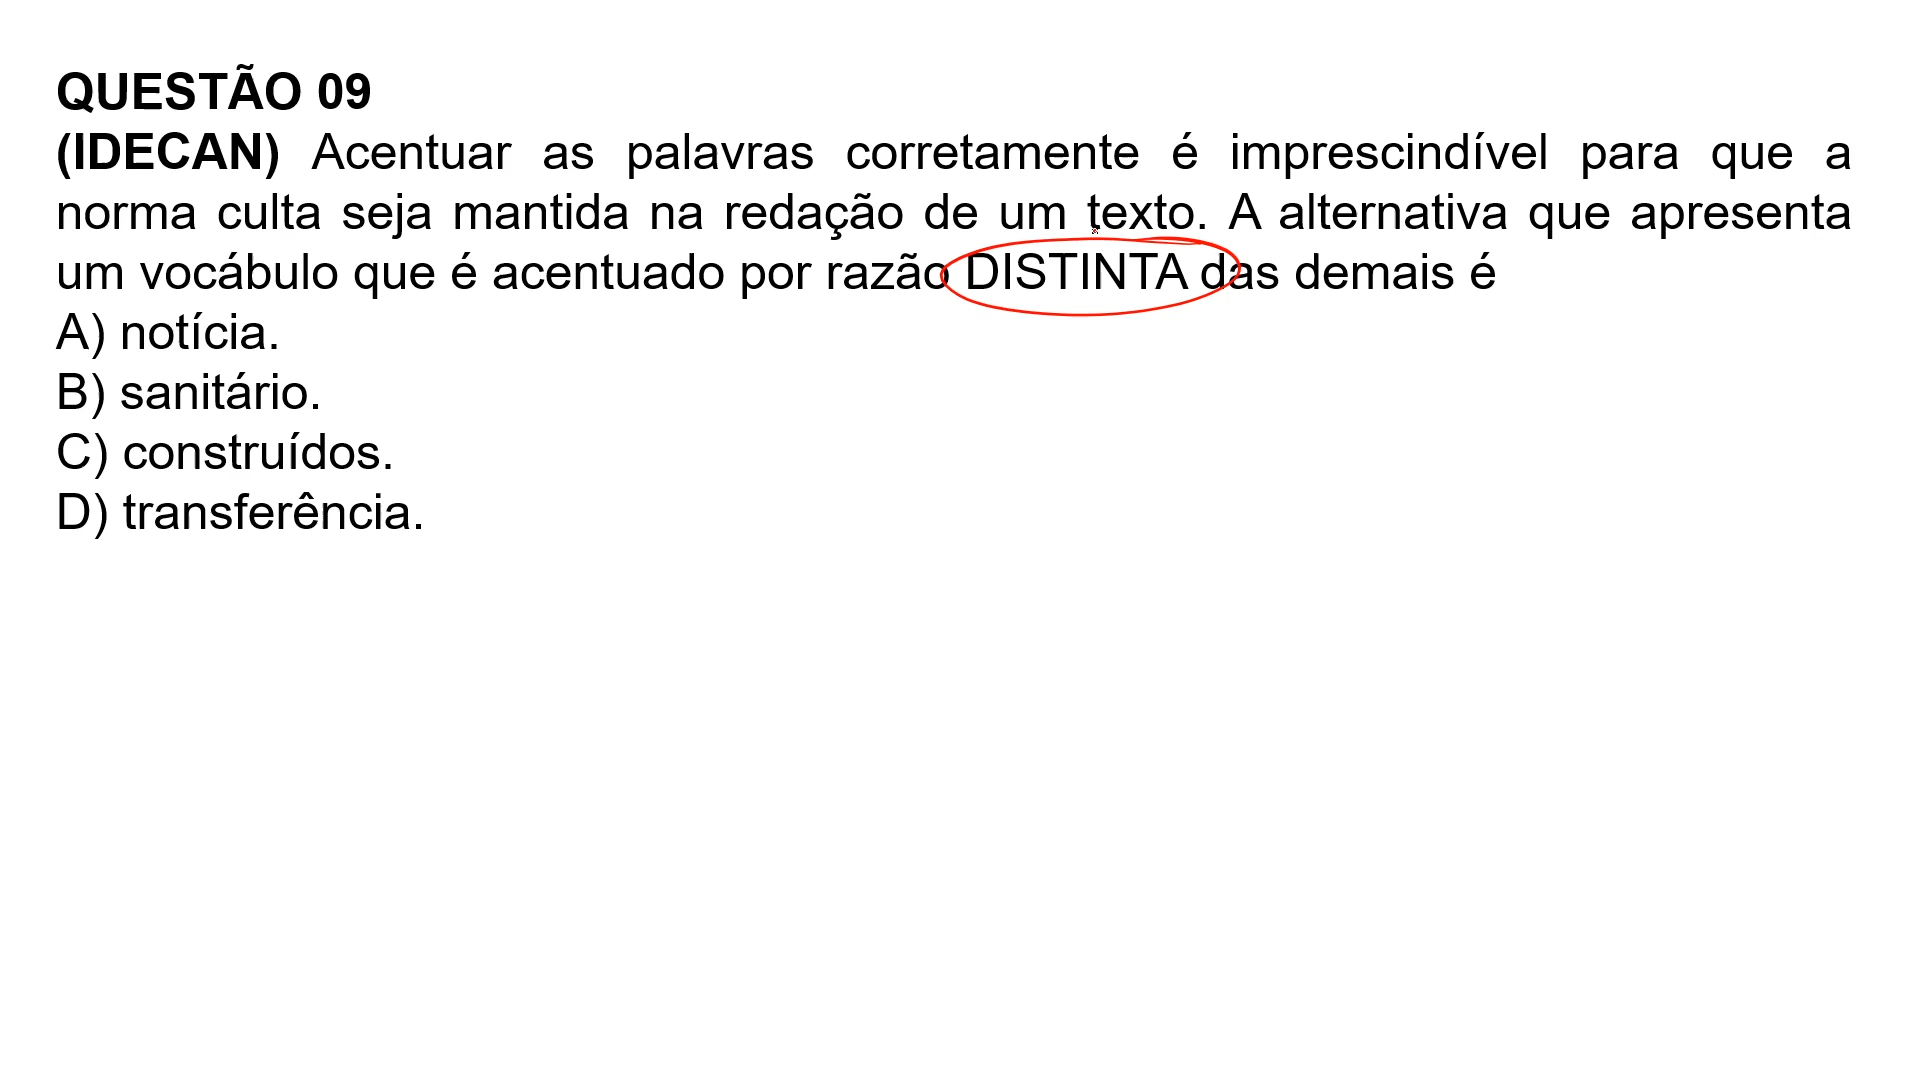 QUESTÃO 09
(IDECAN) Acentuar as palavras corretamente é imprescindível para que a
norma culta seja mantida na redação de um texto. A alternativa que apresenta
um vocábulo que é acentuado por razão DISTINTA das demais é
A) notícia.
B) sanitário.
C) construídos.
D) transferência.